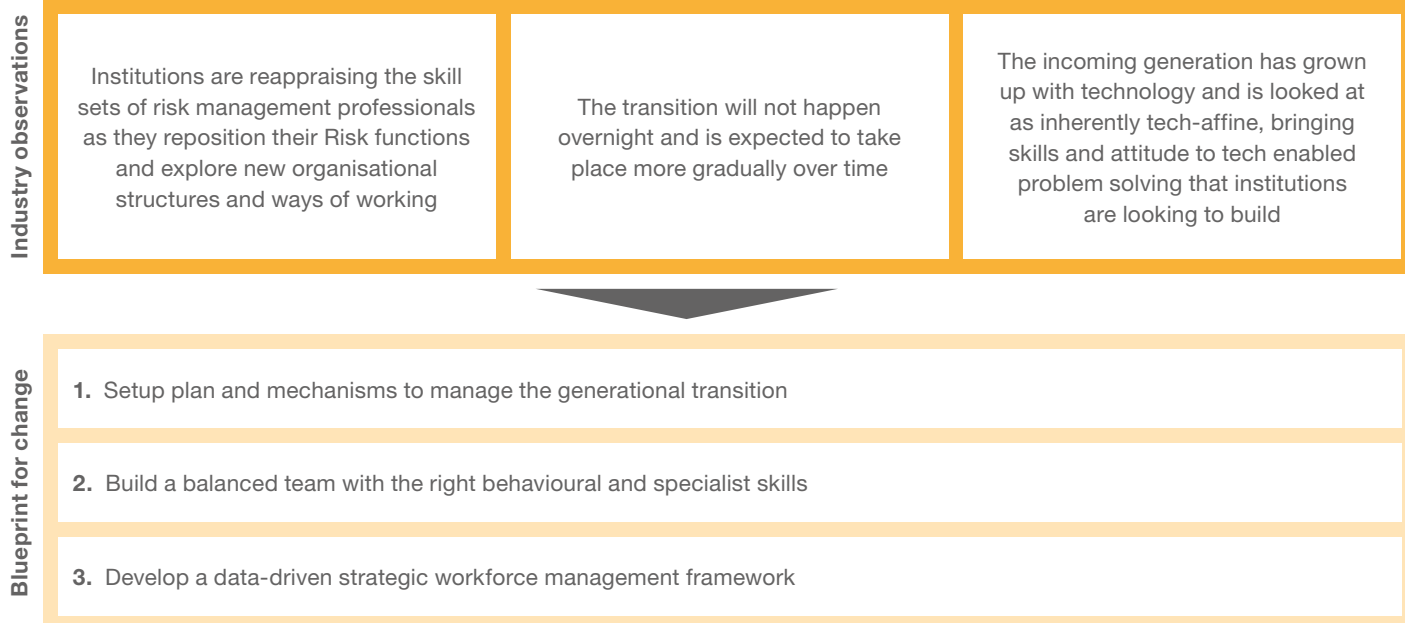 Industry observations
Institutions are reappraising the skill
sets of risk management professionals
as they reposition their Risk functions
and explore new organisational
structures and ways of working
The transition will not happen
overnight and is expected to take
place more gradually over time
The incoming generation has grown
up with technology and is looked at
as inherently tech-affine, bringing
skills and attitude to tech enabled
problem solving that institutions
are looking to build
Blueprint for change
1. Setup plan and mechanisms to manage the generational transition
2. Build a balanced team with the right behavioural and specialist skills
3. Develop a data-driven strategic workforce management framework